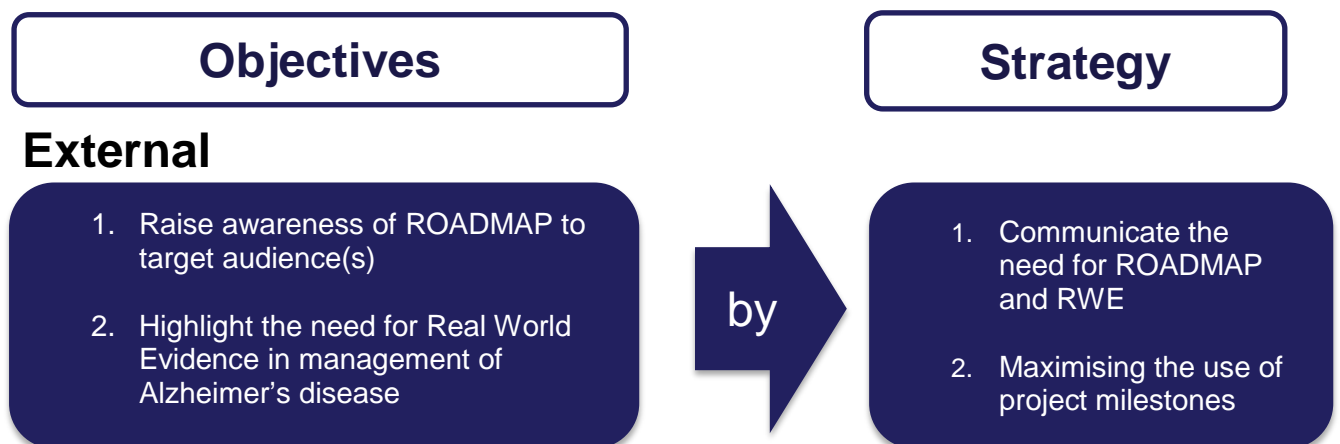 Objectives
Strategy
External
1. Raise awareness of ROADMAP to
target audience(s)
2. Highlight the need for Real World
Evidence in management of
Alzheimer’s disease
by
1. Communicate the
need for ROADMAP
and RWE
2. Maximising the use of
project milestones